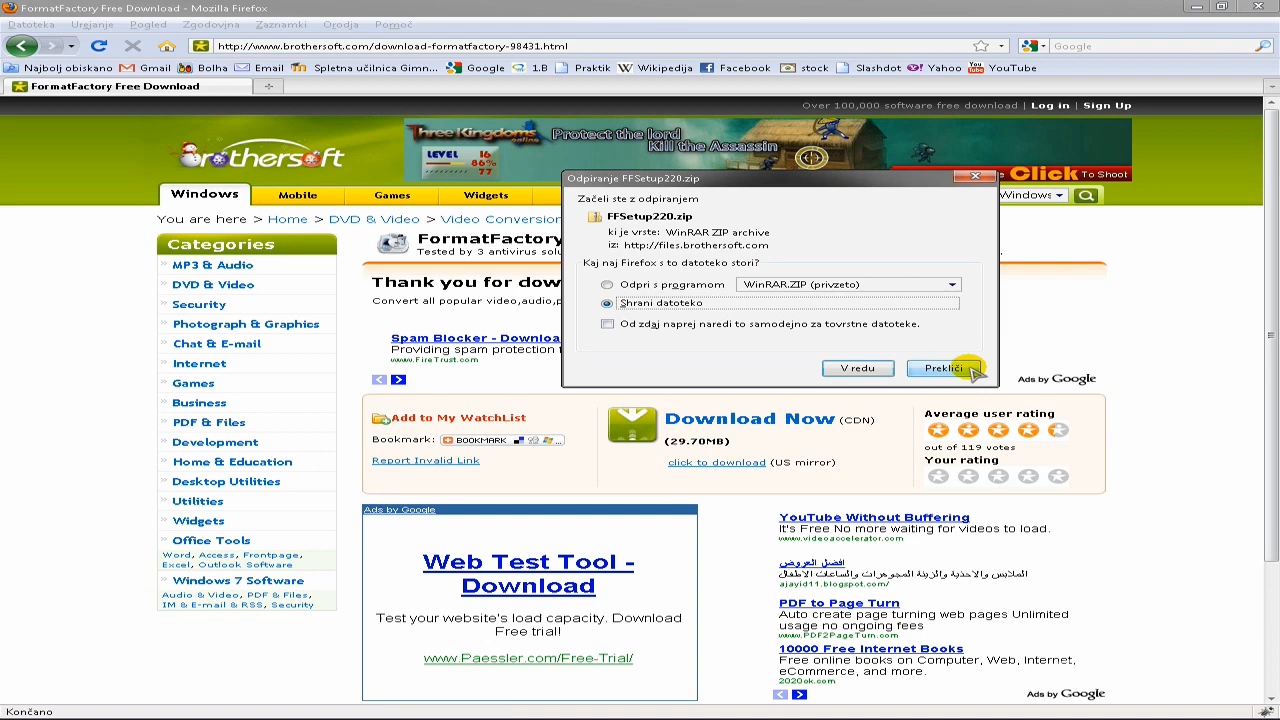 FormatFactory Free Download - Mozilla Firefox
Datoteka Urejanje Pogled Zgodovina Zaznamki Orodja Pomoč
http://www.brothersoft.com/download-formatfactory-98431.html
Google
Najbolj obiskano Gmail Bolha Email Spletna učilnica Gimn... Google 1.B Praktik Wikipedija Facebook stock Slashdot Yahoo YouTube
FormatFactory Free Download
Over 100,000 software free download | Log in | Sign Up
brothersoft
Three Kingdoms online
Protect the lord
Kill the Assassin
LEVEL 16
86%
77%
Click To Shoot
Windows Mobile Games Widgets
Windows
You are here > Home > DVD & Video > Video Conversion
Categories
MP3 & Audio
DVD & Video
Security
Photograph & Graphics
Chat & E-mail
Internet
Games
Business
PDF & Files
Development
Home & Education
Desktop Utilities
Utilities
Widgets
Office Tools
Word, Access, Frontpage,
Excel, Outlook Software
Windows 7 Software
Audio & Video, PDF & Files,
IM & E-mail & RSS, Security
FormatFactory
Tested by 3 antivirus solu
Thank you for down
Convert all popular video,audio,p
Spam Blocker - Downloa
Providing spam protection f
www.FireTrust.com
Ads by Google
Odpiranje FFSetup220.zip
Začeli ste z odpiranjem
FFSetup220.zip
ki je vrste: WinRAR ZIP archive
iz: http://files.brothersoft.com
Kaj naj Firefox s to datoteko stori?
Odpri s programom WinRAR.ZIP (privzeto)
Shrani datoteko
Od zdaj naprej naredi to samodejno za tovrstne datoteke.
V redu Prekliči
Add to My WatchList
Bookmark: BOOKMARK ...
Report Invalid Link
Download Now (CDN)
(29.70MB)
click to download (US mirror)
Average user rating
out of 119 votes
Your rating
Ads by Google
Web Test Tool -
Download
Test your website's load capacity. Download
Free trial!
www.Paessler.com/Free-Trial/
YouTube Without Buffering
It's Free No more waiting for videos to load.
www.videoaccelerator.com
افضل العروض
الملابس والاحذية والزينة المجوهرات والساعات الاطفال
ajayid11.blogspot.com/
PDF to Page Turn
Auto create page turning web pages Unlimited
usage no ongoing fees
www.PDF2PageTurn.com
10000 Free Internet Books
Free online books on Computer, Web, Internet,
eCommerce, and more.
2020ok.com
Ads by Google
Končano